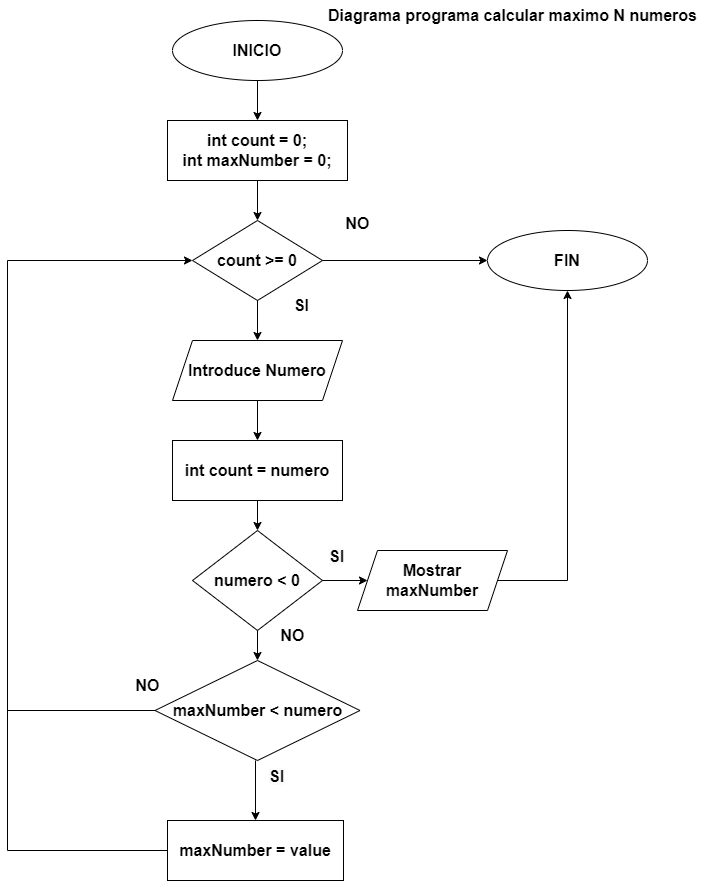 Diagrama programa calcular maximo N numeros
INICIO
int count = 0;
int maxNumber = 0;
NO
count >= 0
FIN
SI
Introduce Numero
int count = numero
SI
numero < 0
Mostrar
maxNumber
NO
NO
maxNumber < numero
SI
maxNumber = value